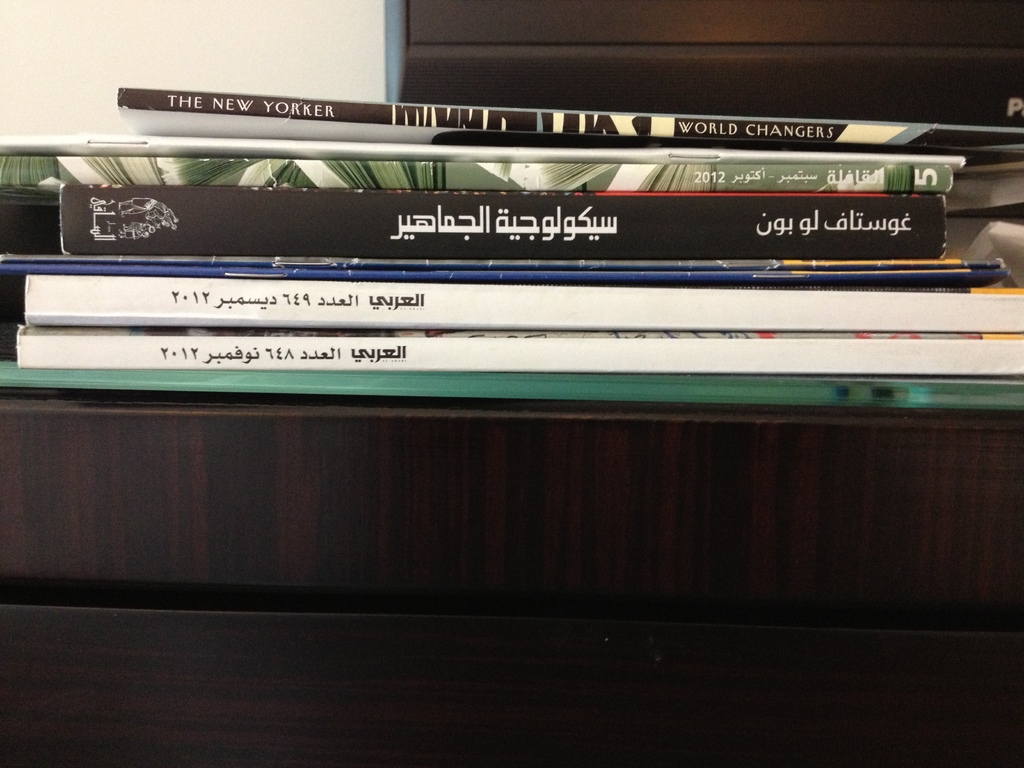 THE NEW YORKER WORLD CHANGERS
القافلة سبتمبر - أكتوبر 2012 5
غوستاف لو بون سيكولوجية الجماهير
العربي العدد ٦٤٩ ديسمبر ٢٠١٢
العربي العدد ٦٤٨ نوفمبر ٢٠١٢